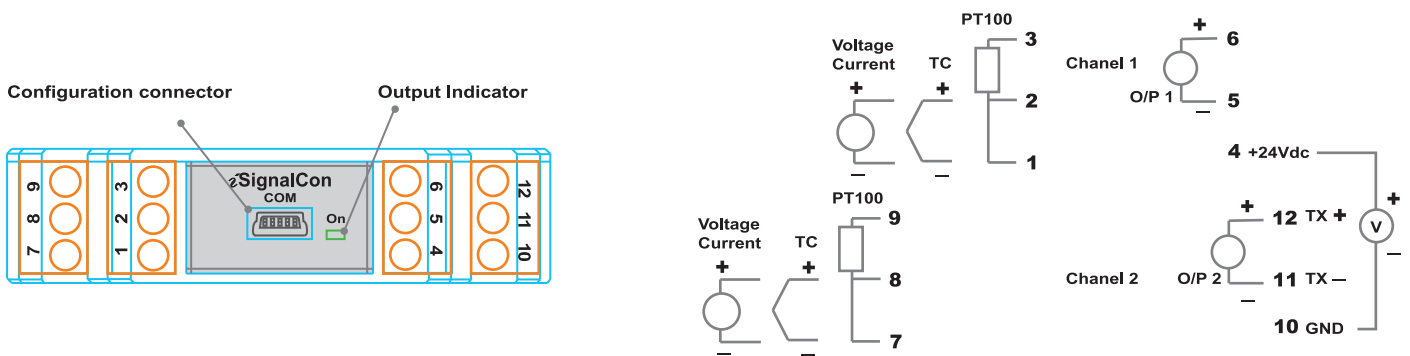 Configuration connector
Output Indicator
9
8
7
3
2
1
iSignalCon
COM
On
6
5
4
12
11
10
PT100
Voltage
Current
TC
+
+
3
2
1
—
—
Chanel 1
+
6
O/P 1
5
—
4 +24Vdc
PT100
Voltage
Current
TC
+
+
9
8
7
—
—
Chanel 2
+
12 TX +
O/P 2
11 TX —
—
10 GND
+
V
—